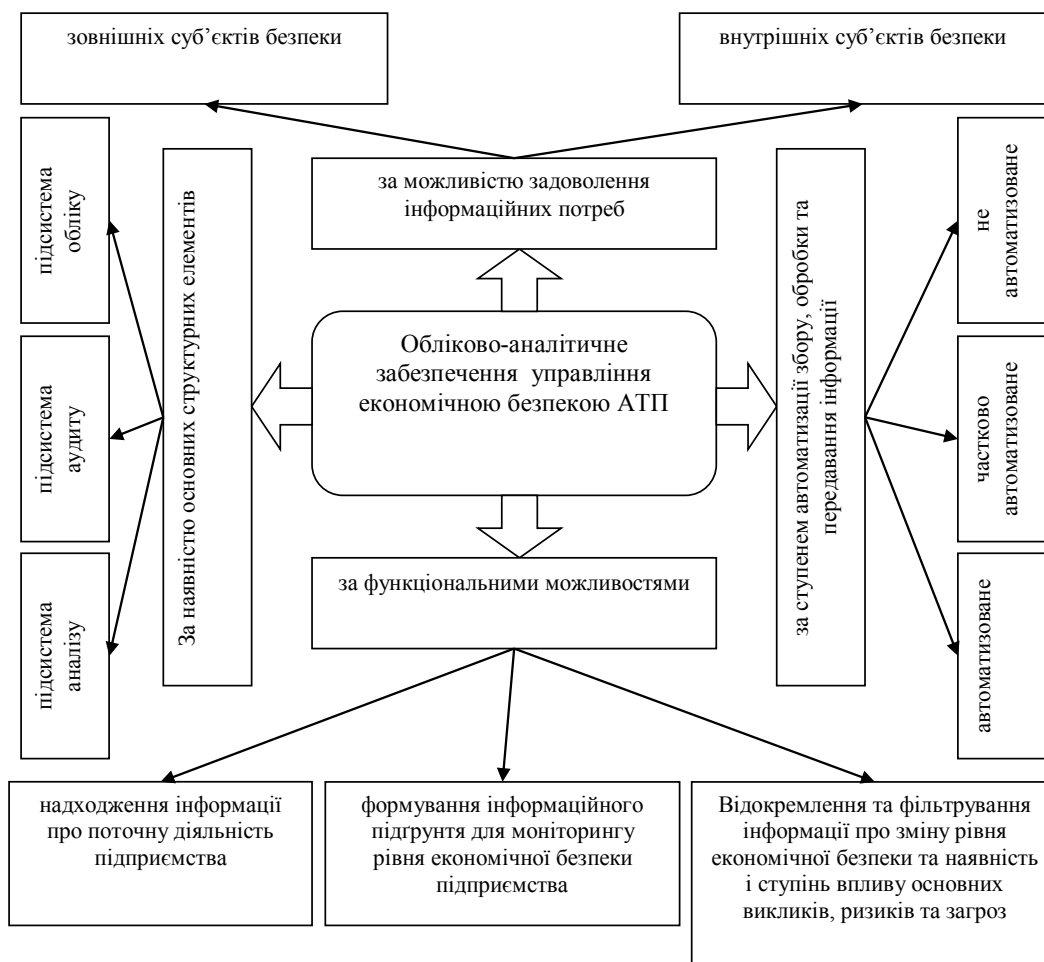 зовнішніх суб’єктів безпеки
внутрішніх суб’єктів безпеки
за можливістю задоволення
інформаційних потреб
підсистема
обліку
підсистема
аудиту
підсистема
аналізу
За наявністю основних структурних елементів
Обліково-аналітичне
забезпечення управління
економічною безпекою АТП
за ступенем автоматизації збору, обробки та
передавання інформації
не
автоматизоване
частково
автоматизоване
автоматизоване
за функціональними можливостями
надходження інформації
про поточну діяльність
підприємства
формування інформаційного
підґрунтя для моніторингу
рівня економічної безпеки
підприємства
Відокремлення та фільтрування
інформації про зміну рівня
економічної безпеки та наявність
і ступінь впливу основних
викликів, ризиків та загроз